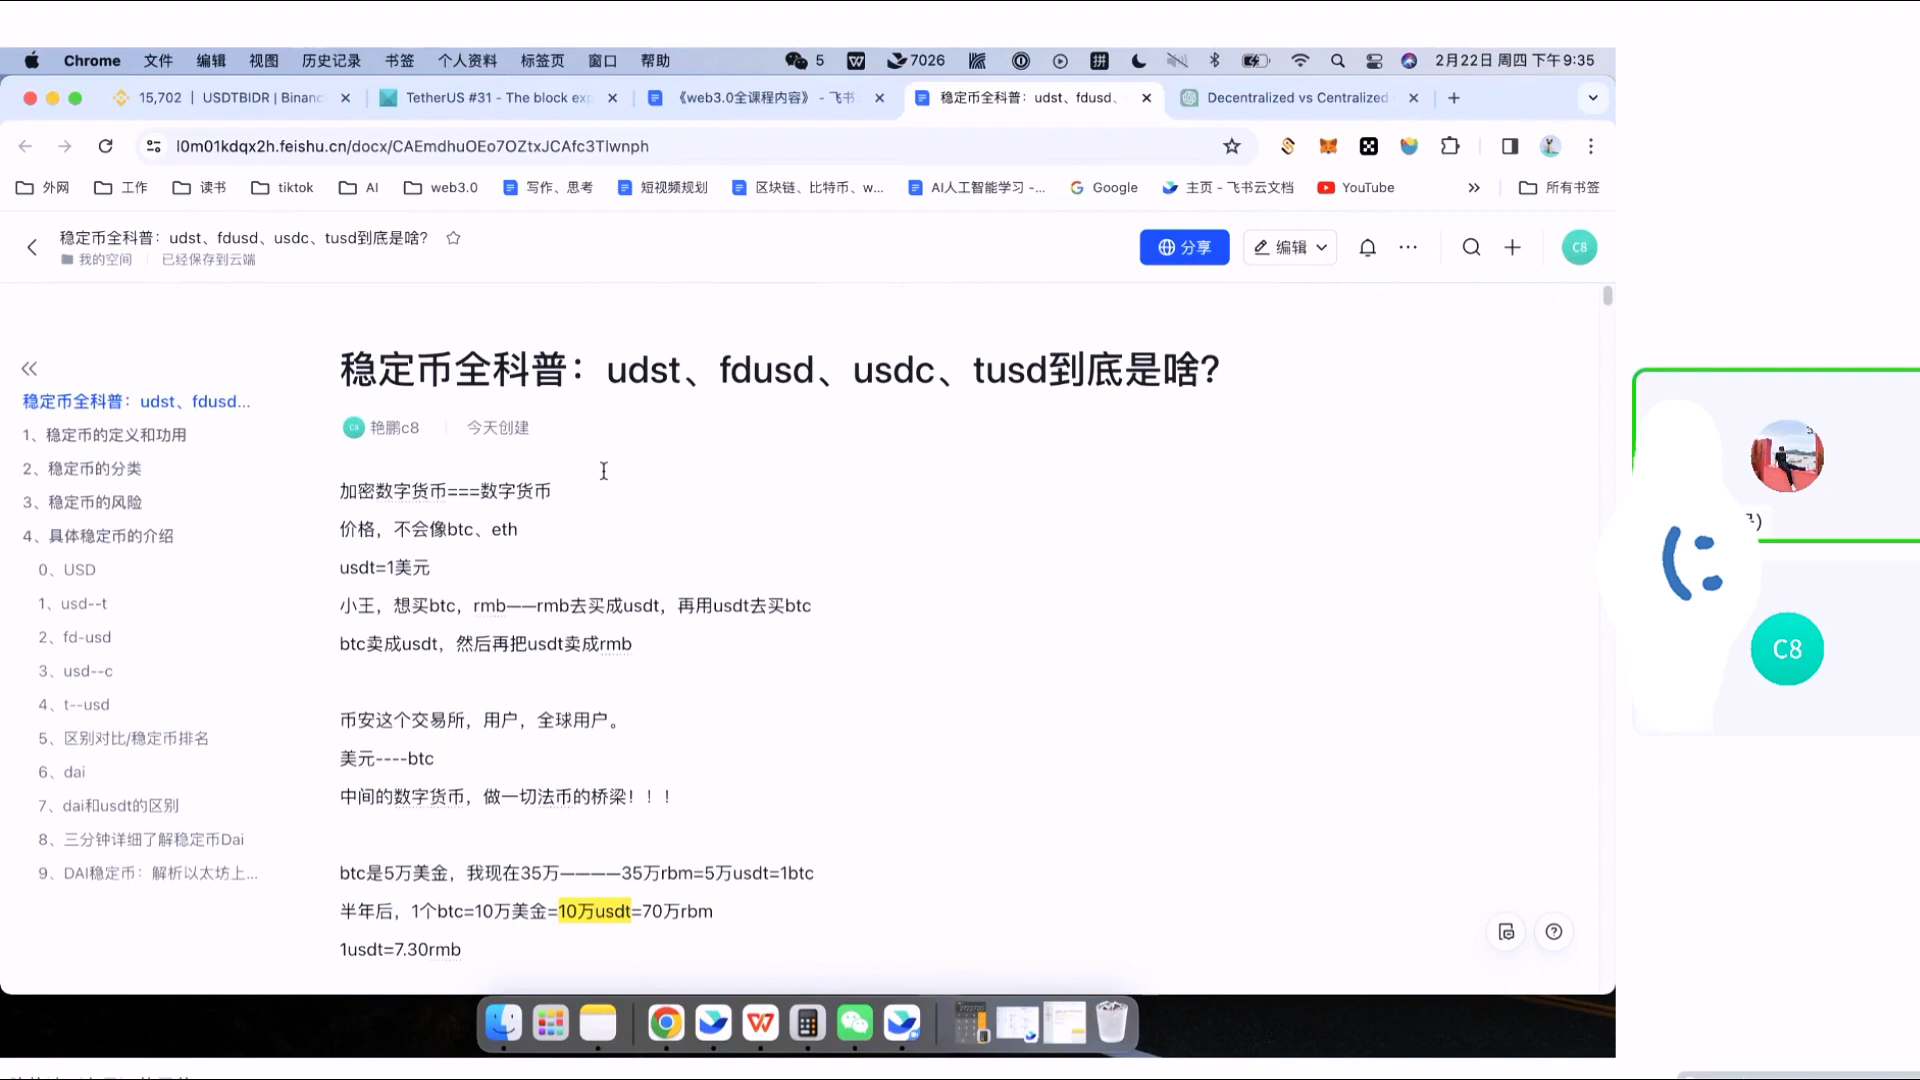 Chrome 文件 编辑 视图 历史记录 书签 个人资料 标签页 窗口 帮助 5 7026 拼 2月22日 周四 下午9:35
15,702 | USDTBIDR | Binanc
TetherUS #31 - The block exp
《web3.0全课程内容》 - 飞书
稳定币全科普：udst、fdusd、
Decentralized vs Centralized
l0m01kdqx2h.feishu.cn/docx/CAEmdhuOEo7OZtxJCAfc3Tlwnph
外网 工作 读书 tiktok AI web3.0 写作、思考 短视频规划 区块链、比特币、w... AI人工智能学习 -... Google 主页 - 飞书云文档 YouTube 所有书签
稳定币全科普：udst、fdusd、usdc、tusd到底是啥?
我的空间 已经保存到云端
分享 编辑 C8
稳定币全科普：udst、fdusd...
1、稳定币的定义和功用
2、稳定币的分类
3、稳定币的风险
4、具体稳定币的介绍
0、USD
1、usd--t
2、fd-usd
3、usd--c
4、t--usd
5、区别对比/稳定币排名
6、dai
7、dai和usdt的区别
8、三分钟详细了解稳定币Dai
9、DAI稳定币：解析以太坊上...
稳定币全科普：udst、fdusd、usdc、tusd到底是啥?
C8 艳鹏c8 今天创建
加密数字货币===数字货币
价格，不会像btc、eth
usdt=1美元
小王，想买btc，rmb——rmb去买成usdt，再用usdt去买btc
btc卖成usdt，然后再把usdt卖成rmb
币安这个交易所，用户，全球用户。
美元----btc
中间的数字货币，做一切法币的桥梁！！！
btc是5万美金，我现在35万————35万rbm=5万usdt=1btc
半年后，1个btc=10万美金=10万usdt=70万rbm
1usdt=7.30rmb
C8